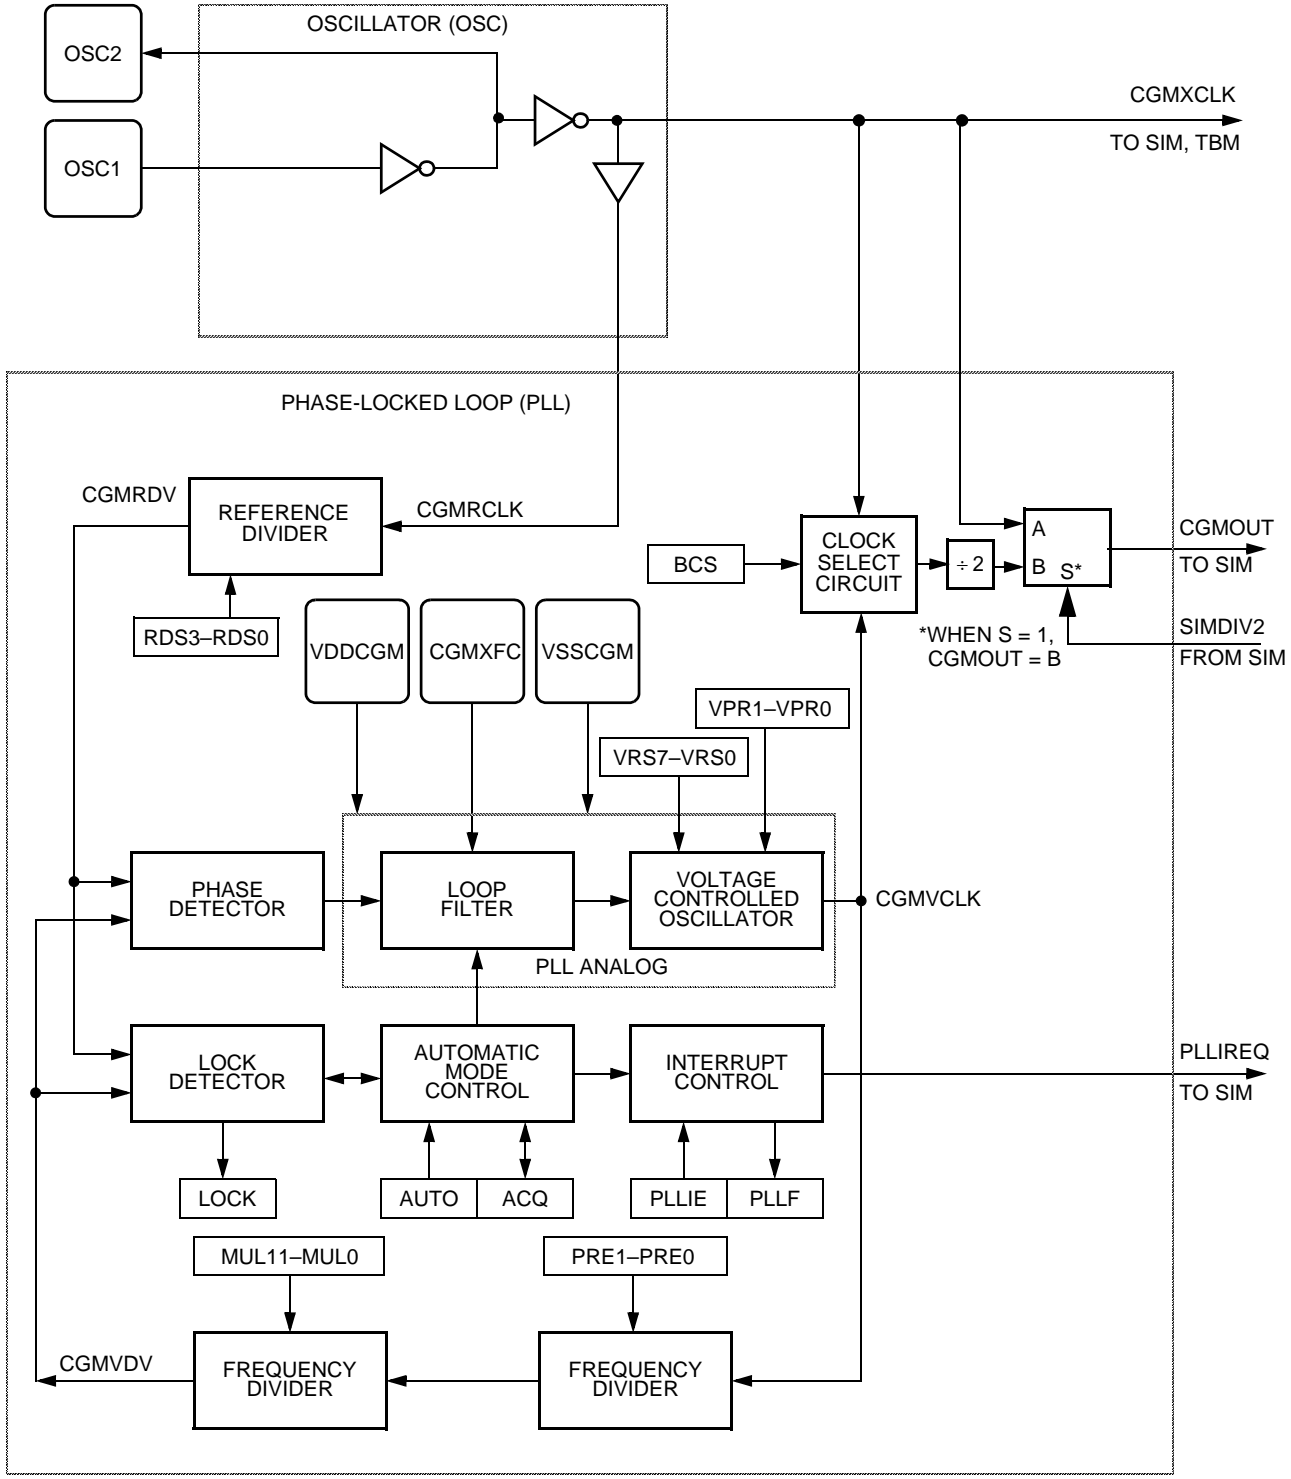 OSCILLATOR (OSC)
OSC2
CGMXCLK
TO SIM, TBM
OSC1
PHASE-LOCKED LOOP (PLL)
CGMRDV
REFERENCE
DIVIDER
CGMRCLK
BCS
CLOCK
SELECT
CIRCUIT
÷ 2
A
B
S*
CGMOUT
TO SIM
RDS3–RDS0
*WHEN S = 1,
CGMOUT = B
SIMDIV2
FROM SIM
VDDCGM
CGMXFC
VSSCGM
VPR1–VPR0
VRS7–VRS0
PHASE
DETECTOR
LOOP
FILTER
VOLTAGE
CONTROLLED
OSCILLATOR
CGMVCLK
PLL ANALOG
LOCK
DETECTOR
AUTOMATIC
MODE
CONTROL
INTERRUPT
CONTROL
PLLIREQ
TO SIM
LOCK
AUTO
ACQ
PLLIE
PLLF
MUL11–MUL0
PRE1–PRE0
CGMVDV
FREQUENCY
DIVIDER
FREQUENCY
DIVIDER